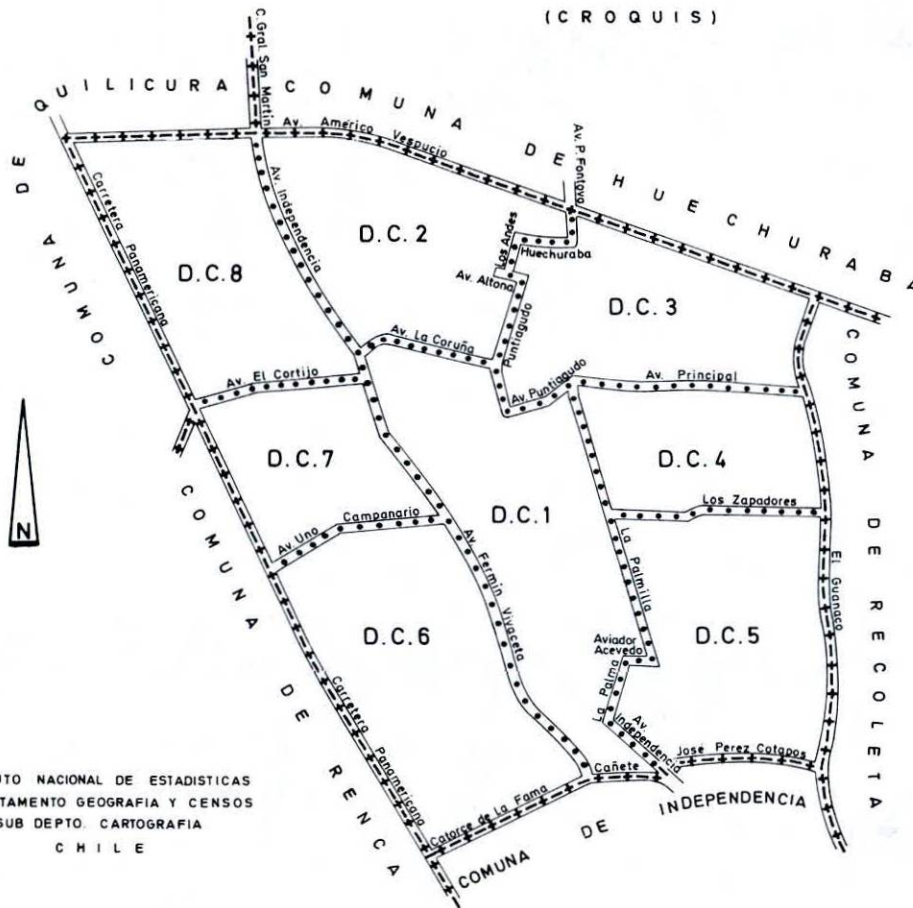 (CROQUIS)
C. Gral. San Martin
QUILICURA
COMUNA DE HUECHURABA
Av. Américo Vespucio
Av. P. Fontova
COMUNA DE
Carretera Panamericana
Av. Independencia
D.C.2
Los Andes
Huechuraba
D.C.8
Av. Altona
D.C.3
Puntiagudo
Av. La Coruña
Av. El Cortijo
Av. Puntiagudo
Av. Principal
COMUNA DE RECOLETA
D.C.7
D.C.4
Los Zapadores
N
Av. Uno
Campanario
D.C.1
Av. Fermin Vivaceta
La Palmilla
El Guanaco
COMUNA DE RENCA
D.C.6
Aviador
Acevedo
D.C.5
La Palma
Av.
Independencia
José Perez Cotapos
Carretera Panamericana
Cañete
Catorce de La Fama
COMUNA DE INDEPENDENCIA
UTO NACIONAL DE ESTADISTICAS
TAMENTO GEOGRAFIA Y CENSOS
SUB DEPTO. CARTOGRAFIA
CHILE